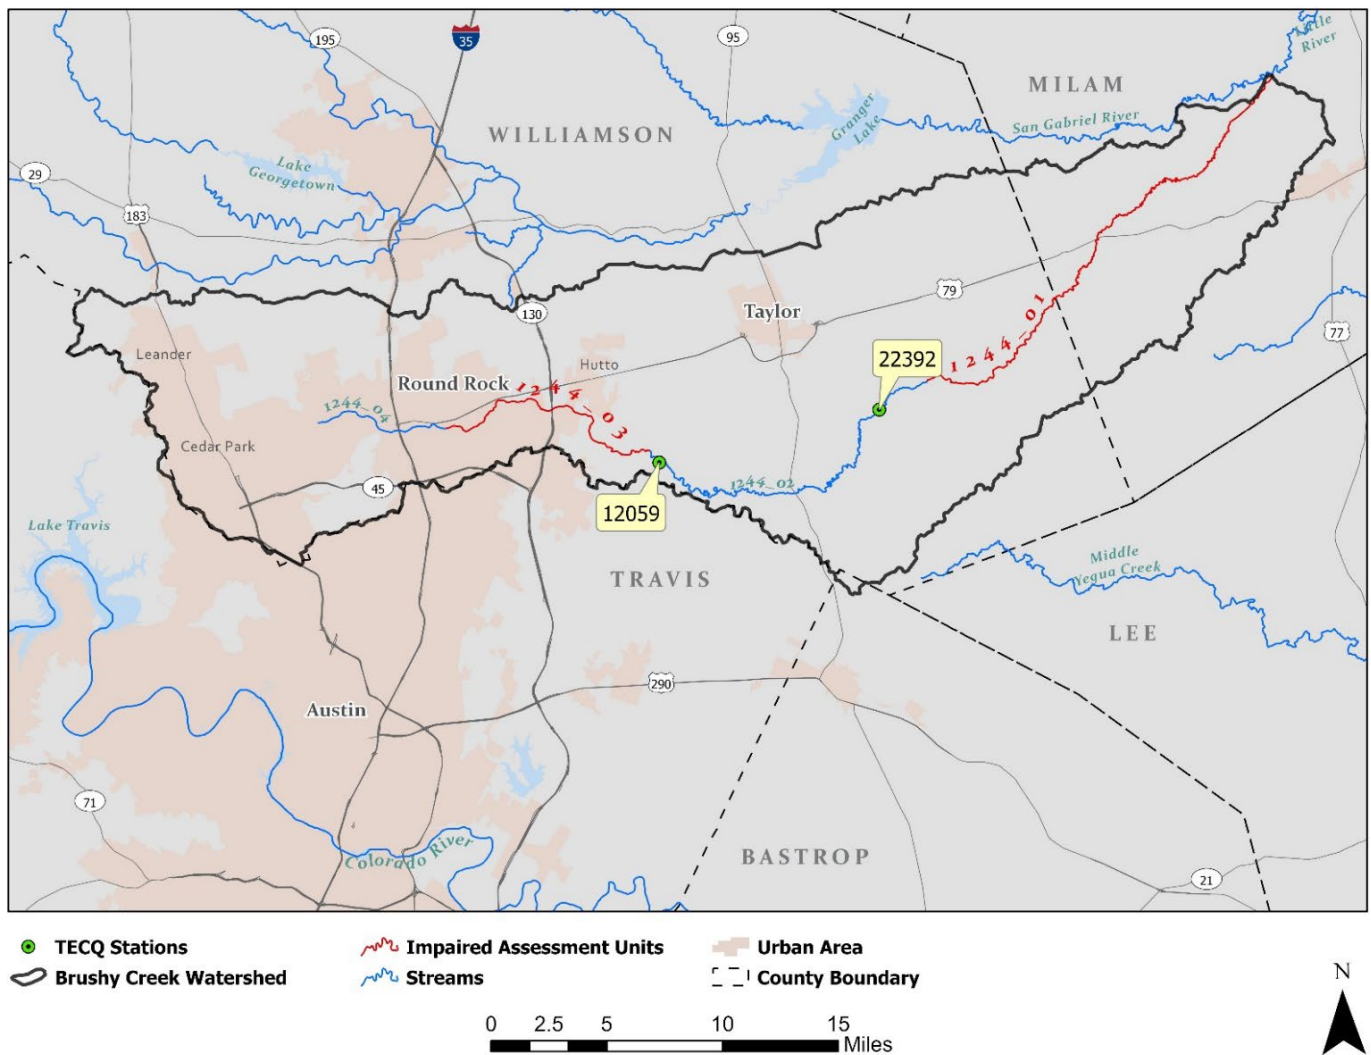 195
35
95
Little
River
MILAM
WILLIAMSON
San Gabriel River
Granger
Lake
Lake
Georgetown
29
183
79
Taylor
130
77
1244_01
22392
Leander
Hutto
Round Rock
1244_04
1244_03
Cedar Park
45
1244_02
12059
Lake Travis
TRAVIS
Middle
Yegua Creek
LEE
290
Austin
71
Colorado River
BASTROP
21
TECQ Stations
Impaired Assessment Units
Urban Area
Brushy Creek Watershed
Streams
County Boundary
N
0 2.5 5 10 15
Miles